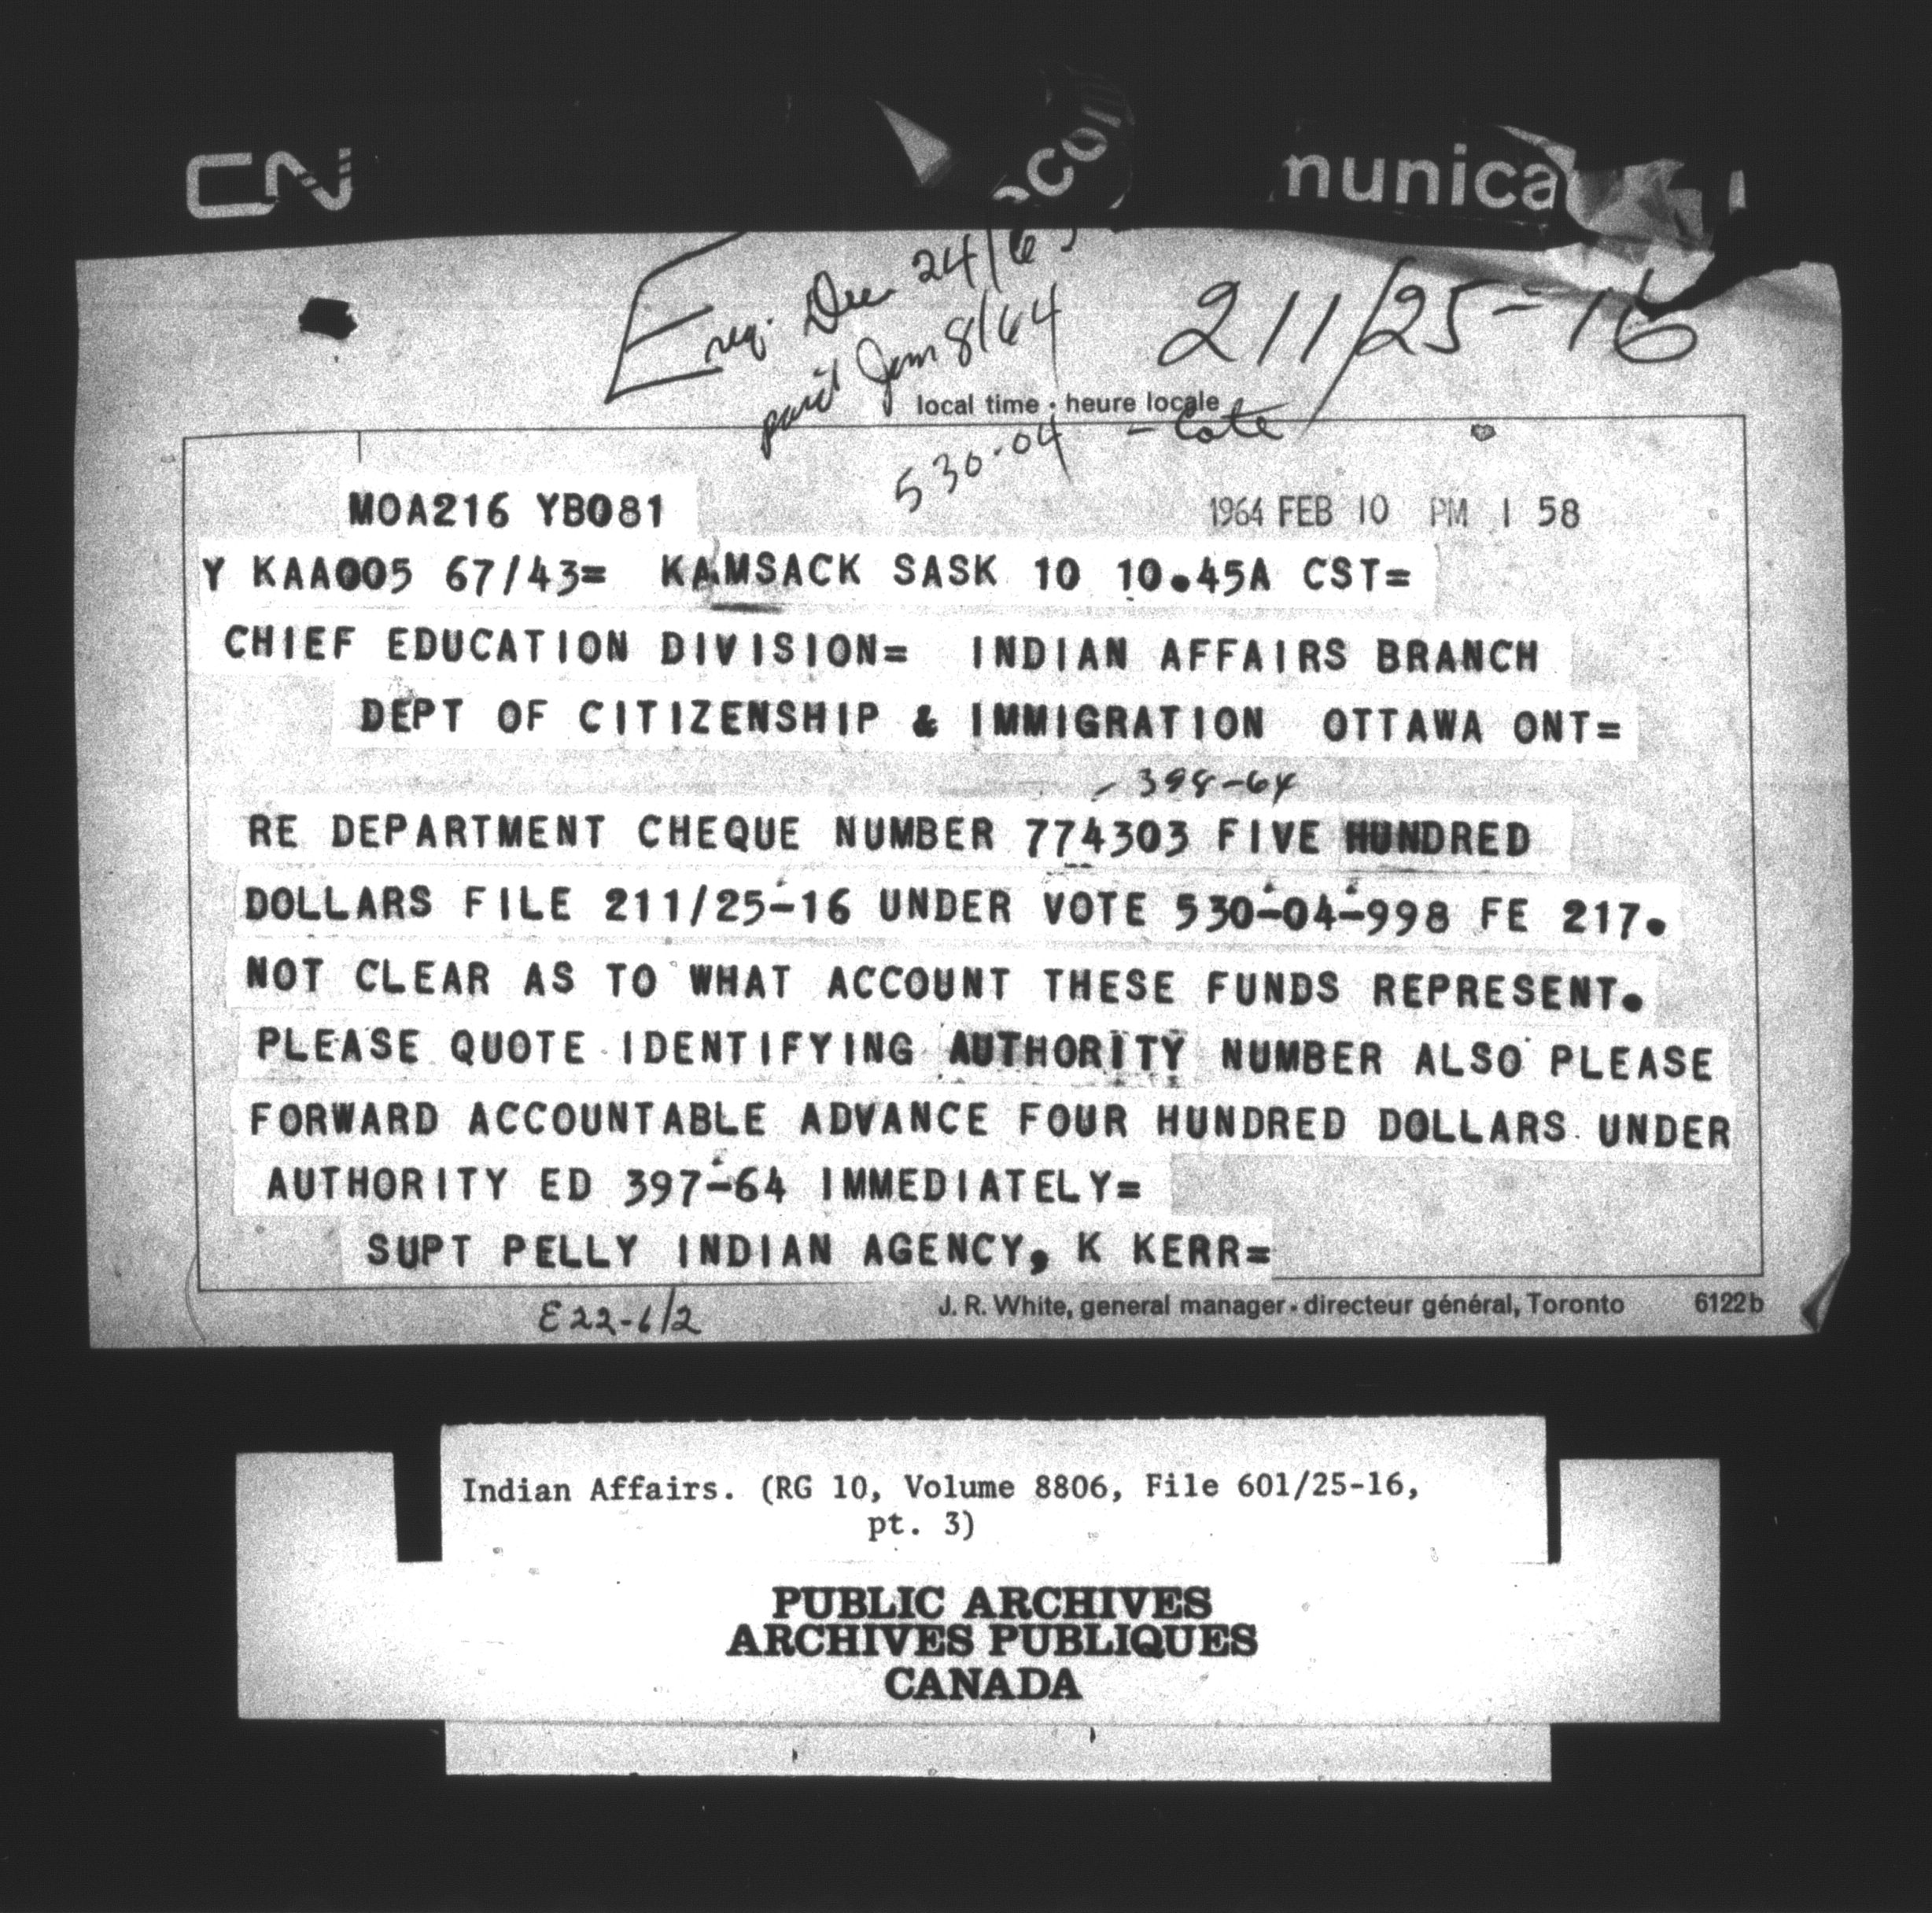 CN
nunica
Enq. Dec 24/63
paid Jan 8/64
211/25-16
local time · heure locale
530-04 - Cote
MOA216 YB081
1964 FEB 10 PM 1 58
Y KAA005 67/43= KAMSACK SASK 10 10.45A CST=
CHIEF EDUCATION DIVISION= INDIAN AFFAIRS BRANCH
DEPT OF CITIZENSHIP & IMMIGRATION OTTAWA ONT=
- 398-64
RE DEPARTMENT CHEQUE NUMBER 774303 FIVE HUNDRED
DOLLARS FILE 211/25-16 UNDER VOTE 530-04-998 FE 217.
NOT CLEAR AS TO WHAT ACCOUNT THESE FUNDS REPRESENT.
PLEASE QUOTE IDENTIFYING AUTHORITY NUMBER ALSO PLEASE
FORWARD ACCOUNTABLE ADVANCE FOUR HUNDRED DOLLARS UNDER
AUTHORITY ED 397-64 IMMEDIATELY=
SUPT PELLY INDIAN AGENCY, K KERR=
E22-6/2
J. R. White, general manager · directeur général, Toronto 6122b
Indian Affairs. (RG 10, Volume 8806, File 601/25-16,
pt. 3)
PUBLIC ARCHIVES
ARCHIVES PUBLIQUES
CANADA